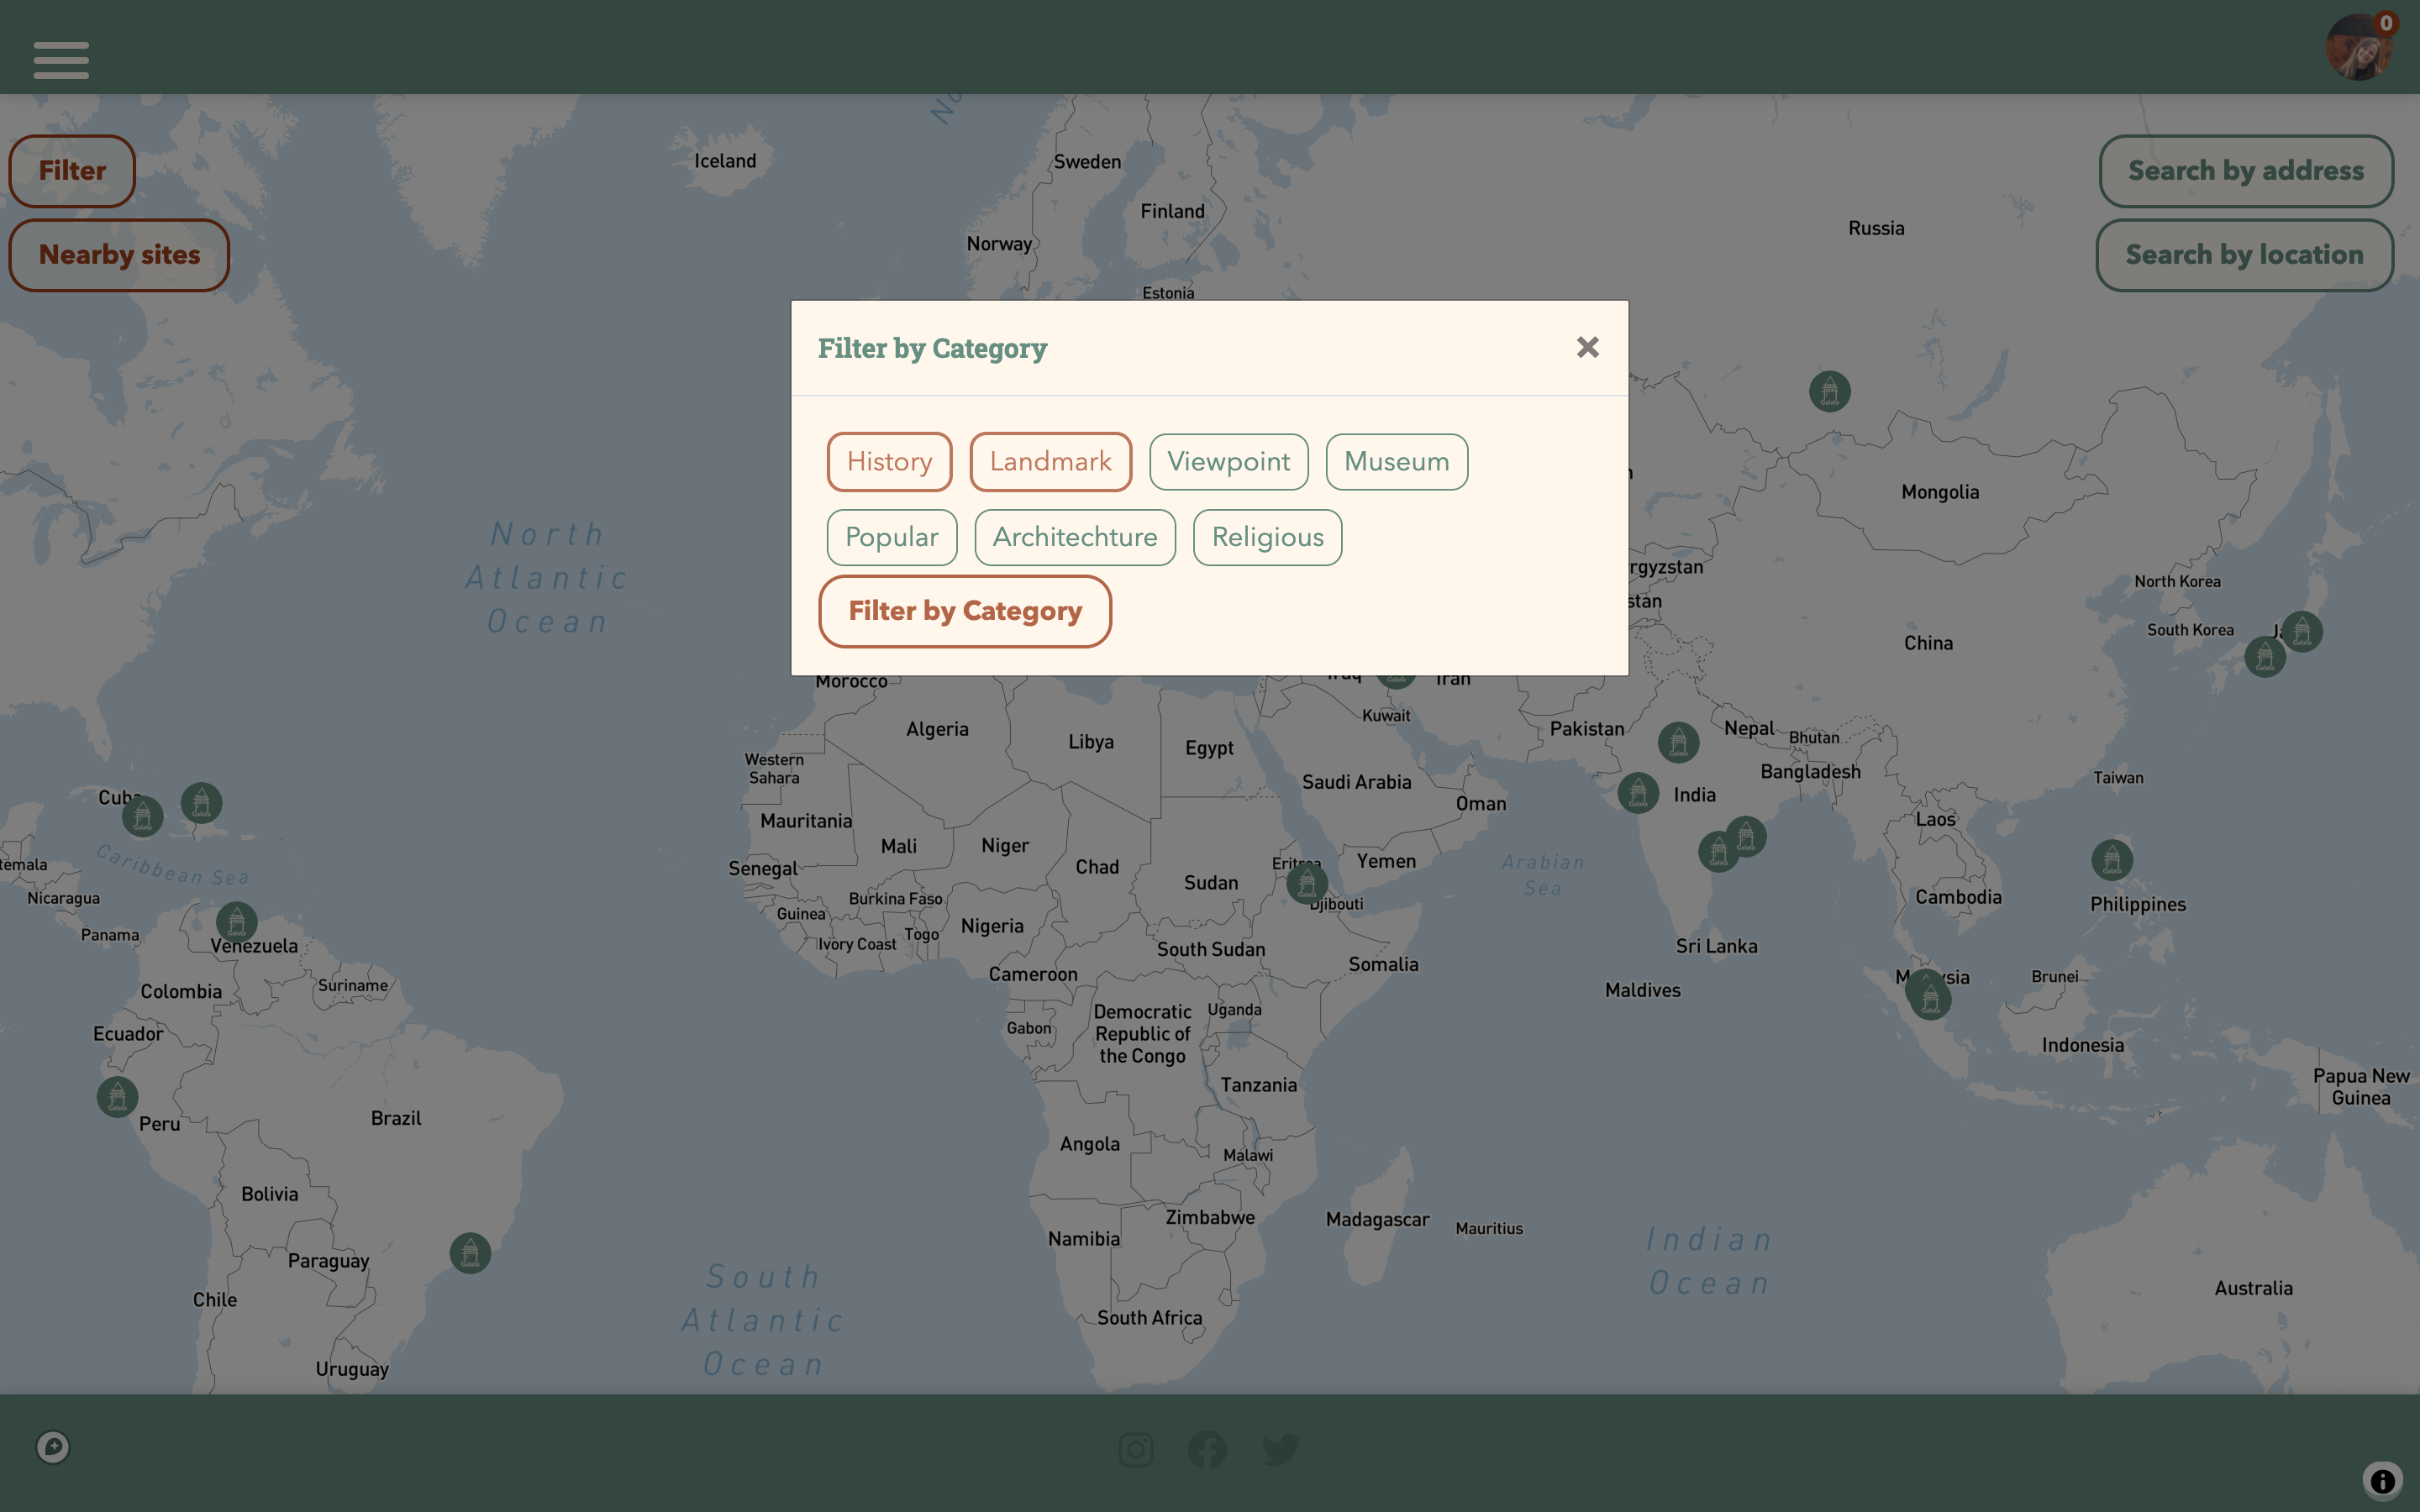 0
Filter
Nearby sites
Search by address
Search by location
No
Iceland
Sweden
Finland
Norway
Russia
Estonia
Filter by Category
×
History
Landmark
Viewpoint
Museum
Popular
Architechture
Religious
Filter by Category
North
Atlantic
Ocean
Mongolia
rgyzstan
stan
North Korea
South Korea
China
Morocco
Iraq
Iran
Kuwait
Algeria
Libya
Egypt
Pakistan
Nepal
Bhutan
Western
Sahara
Saudi Arabia
Bangladesh
Taiwan
Cuba
Oman
India
Mauritania
Laos
Mali
Niger
Caribbean Sea
temala
Senegal
Chad
Eritrea
Yemen
Arabian
Sea
Sudan
Nicaragua
Burkina Faso
Djibouti
Cambodia
Philippines
Guinea
Nigeria
Panama
Venezuela
Ivory Coast
Togo
South Sudan
Sri Lanka
Cameroon
Somalia
Colombia
Suriname
Maldives
M
ysia
Brunei
Democratic
Republic of
the Congo
Uganda
Ecuador
Gabon
Indonesia
Tanzania
Papua New
Guinea
Peru
Brazil
Angola
Malawi
Bolivia
Zimbabwe
Madagascar
Mauritius
Namibia
Indian
Ocean
Paraguay
South
Atlantic
Ocean
Chile
South Africa
Australia
Uruguay